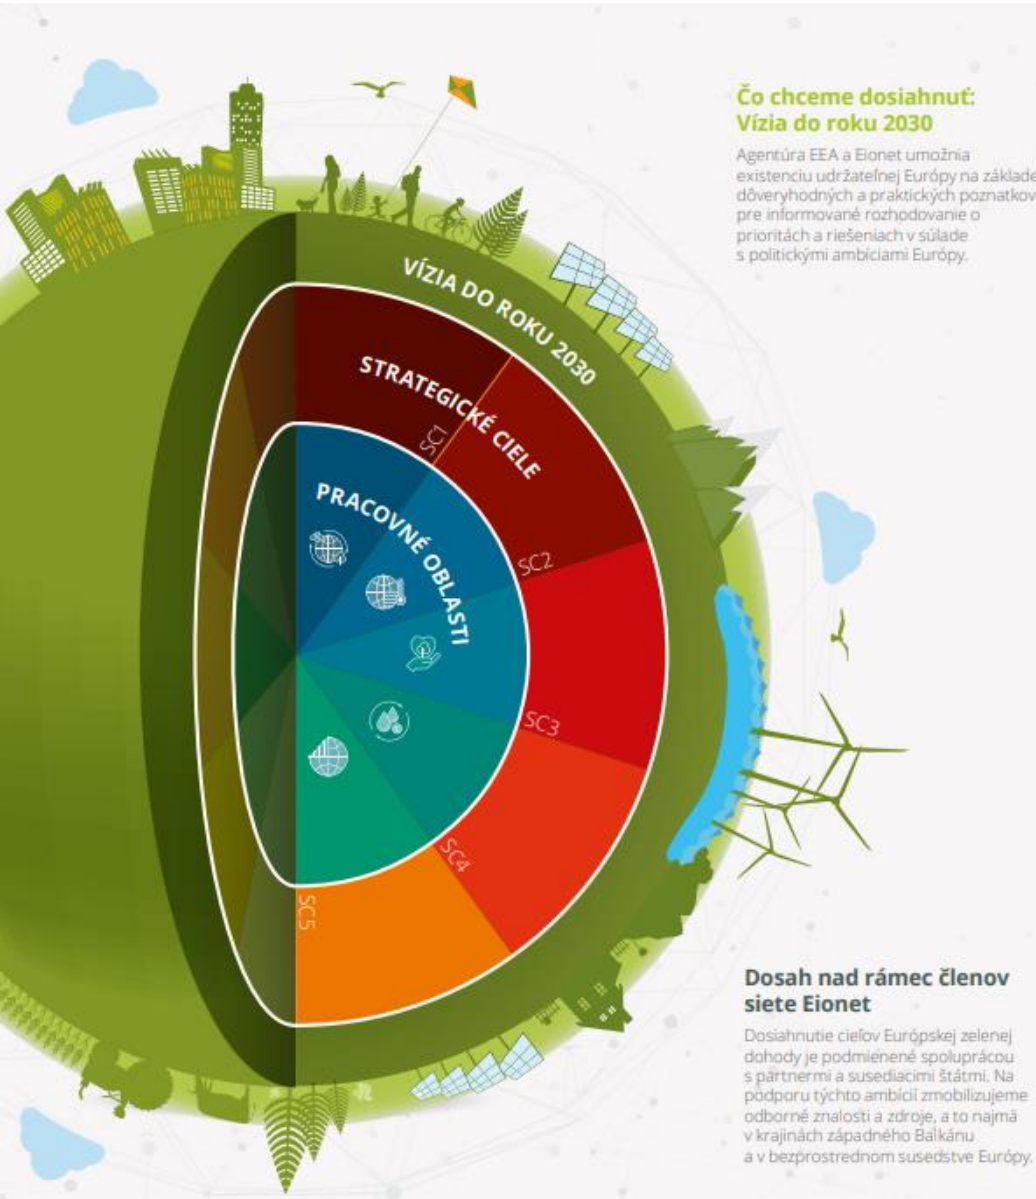 Čo chceme dosiahnuť:
Vízia do roku 2030
Agentúra EEA a Eionet umožnia
existenciu udržateľnej Európy na základe
dôveryhodných a praktických poznatkov
pre informované rozhodovanie o
prioritách a riešeniach v súlade
s politickými ambíciami Európy.
VÍZIA DO ROKU 2030
STRATEGICKÉ CIELE
SC1
PRACOVNÉ OBLASTI
SC2
SC3
SC4
SC5
Dosah nad rámec členov
siete Eionet
Dosiahnutie cieľov Európskej zelenej
dohody je podmienené spoluprácou
s partnermi a susediacimi štátmi. Na
podporu týchto ambícií zmobilizujeme
odborné znalosti a zdroje, a to najmä
v krajinách západného Balkánu
a v bezprostrednom susedstve Európy.